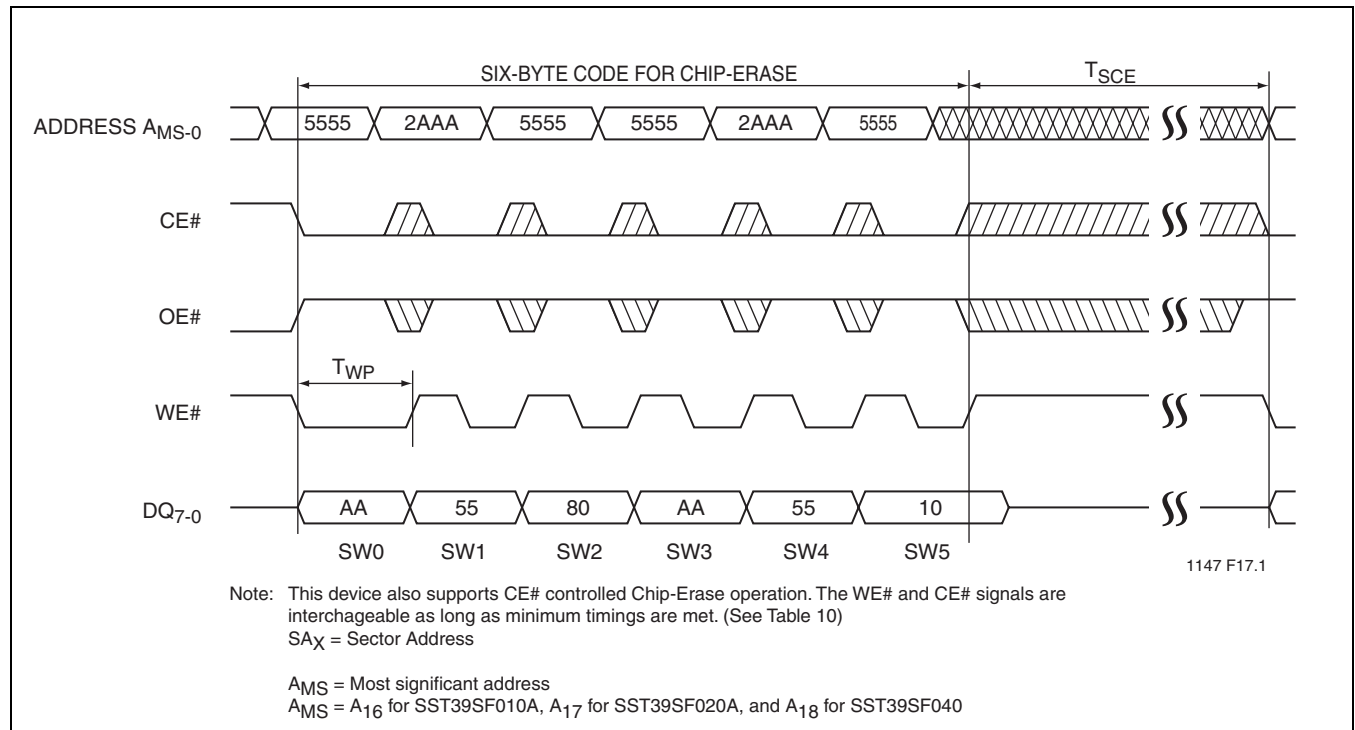 SIX-BYTE CODE FOR CHIP-ERASE TSCE
ADDRESS AMS-0 5555 2AAA 5555 5555 2AAA 5555
CE#
OE#
TWP
WE#
DQ7-0 AA 55 80 AA 55 10
SW0 SW1 SW2 SW3 SW4 SW5
1147 F17.1
Note: This device also supports CE# controlled Chip-Erase operation. The WE# and CE# signals are
interchageable as long as minimum timings are met. (See Table 10)
SAX = Sector Address
AMS = Most significant address
AMS = A16 for SST39SF010A, A17 for SST39SF020A, and A18 for SST39SF040